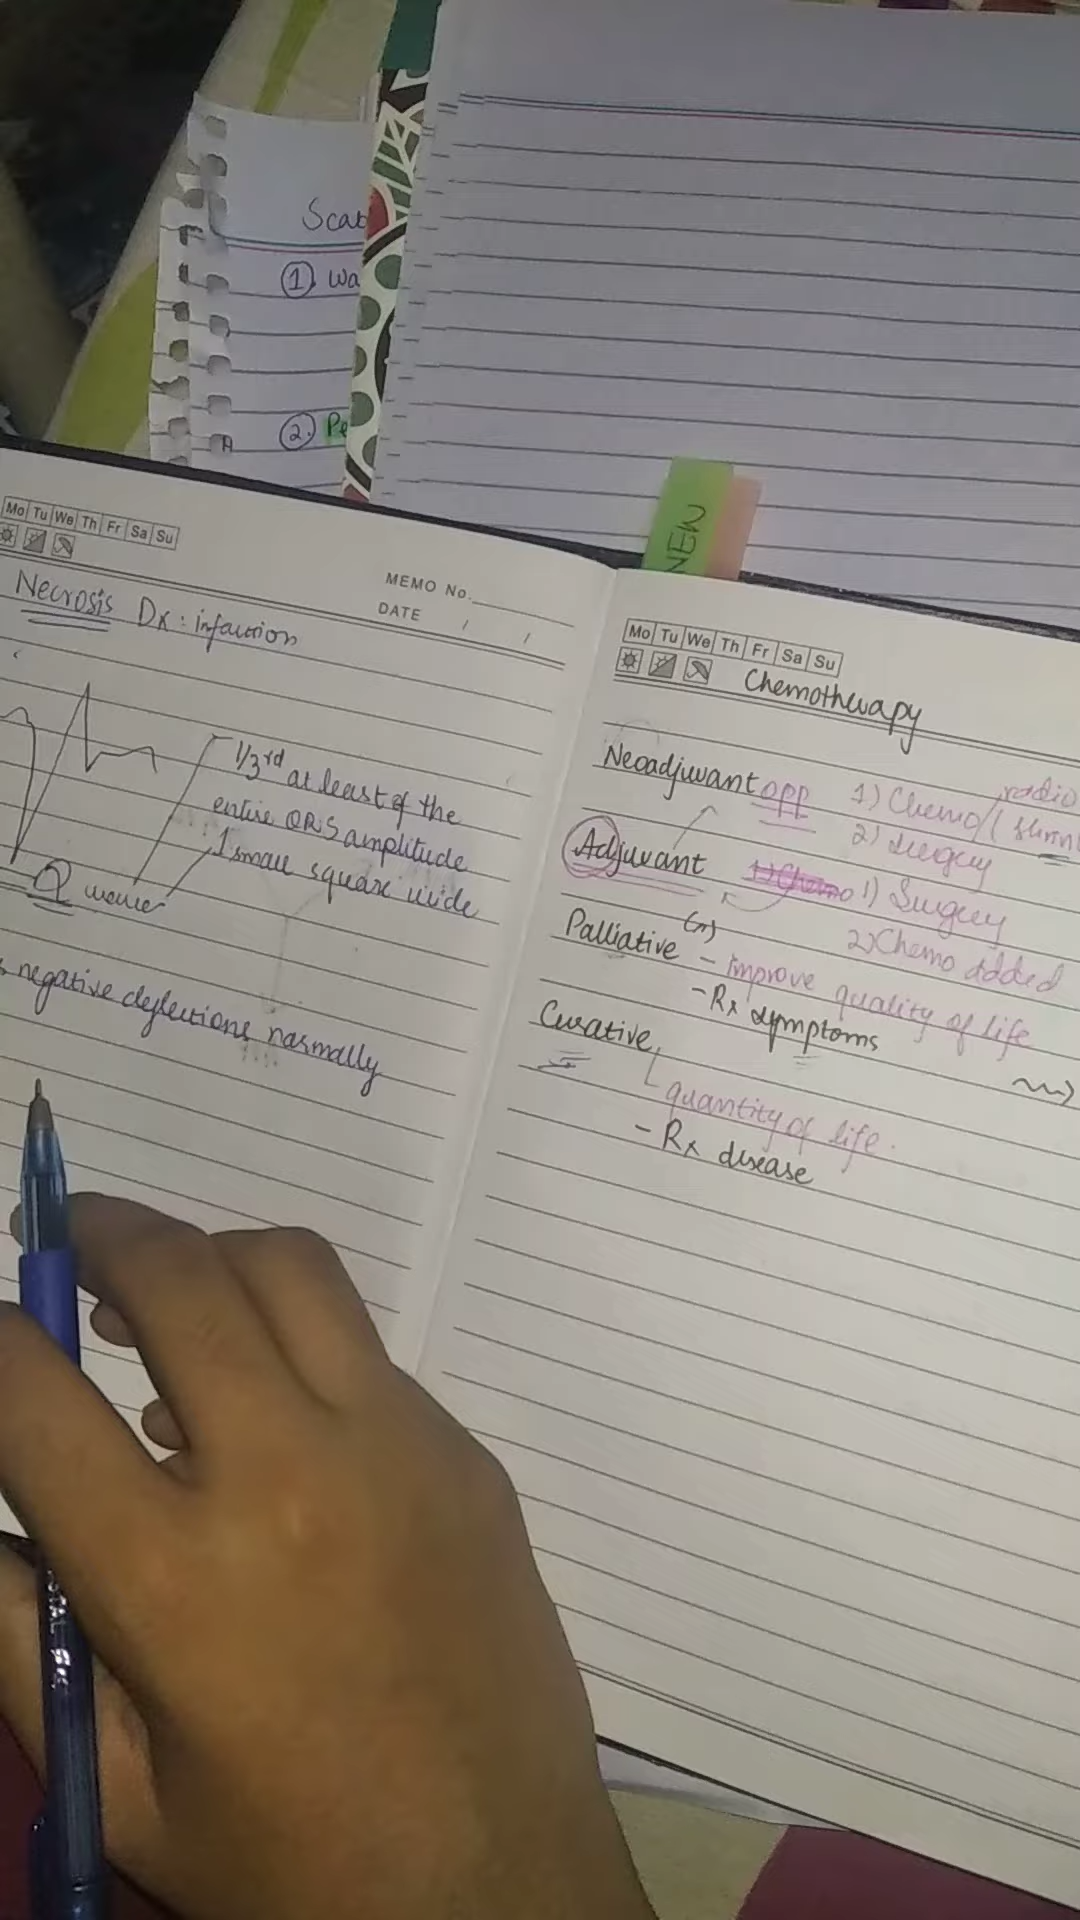 Scab
① Wa
② Pe
A
NEW
Mo Tu We Th Fr Sa Su
MEMO No.
DATE / /
Necrosis Dx: infarction
1/3rd at least of the
entire QRS amplitude
1 small square wide
Q wave
negative deflections normally
Mo Tu We Th Fr Sa Su
Chemotherapy
Neoadjuvant opp 1) Chemo/ radio
2) Surgery
Adjuvant 1) Chemo 1) Surgery
2) Chemo added
Palliative - improve quality of life
- Rx symptoms
Curative
quantity of life.
- Rx disease